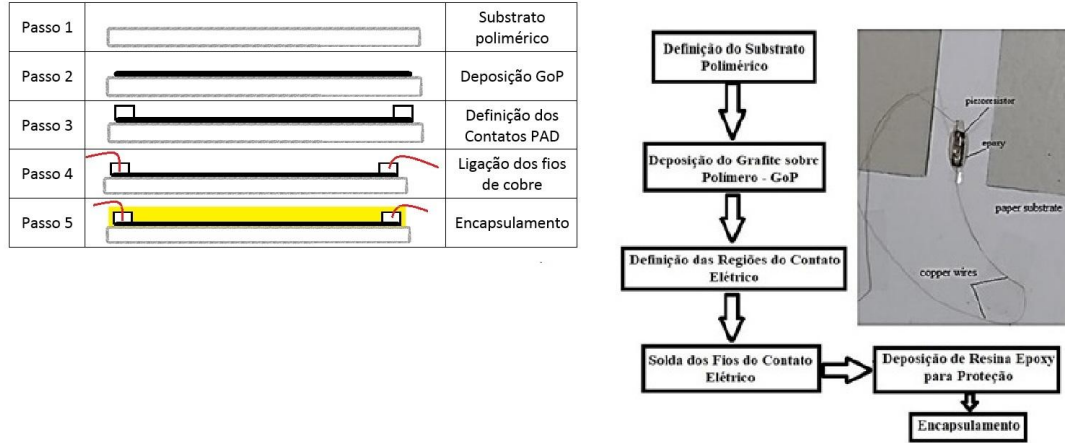 Passo 1
Substrato
polimérico
Passo 2
Deposição GoP
Passo 3
Definição dos
Contatos PAD
Passo 4
Ligação dos fios
de cobre
Passo 5
Encapsulamento
Definição do Substrato
Polimérico
Deposição do Grafite sobre
Polímero - GoP
Definição das Regiões do Contato
Elétrico
Solda dos Fios do Contato
Elétrico
Deposição de Resina Epoxy
para Proteção
Encapsulamento
piezoresistor
epoxy
paper substrate
copper wires